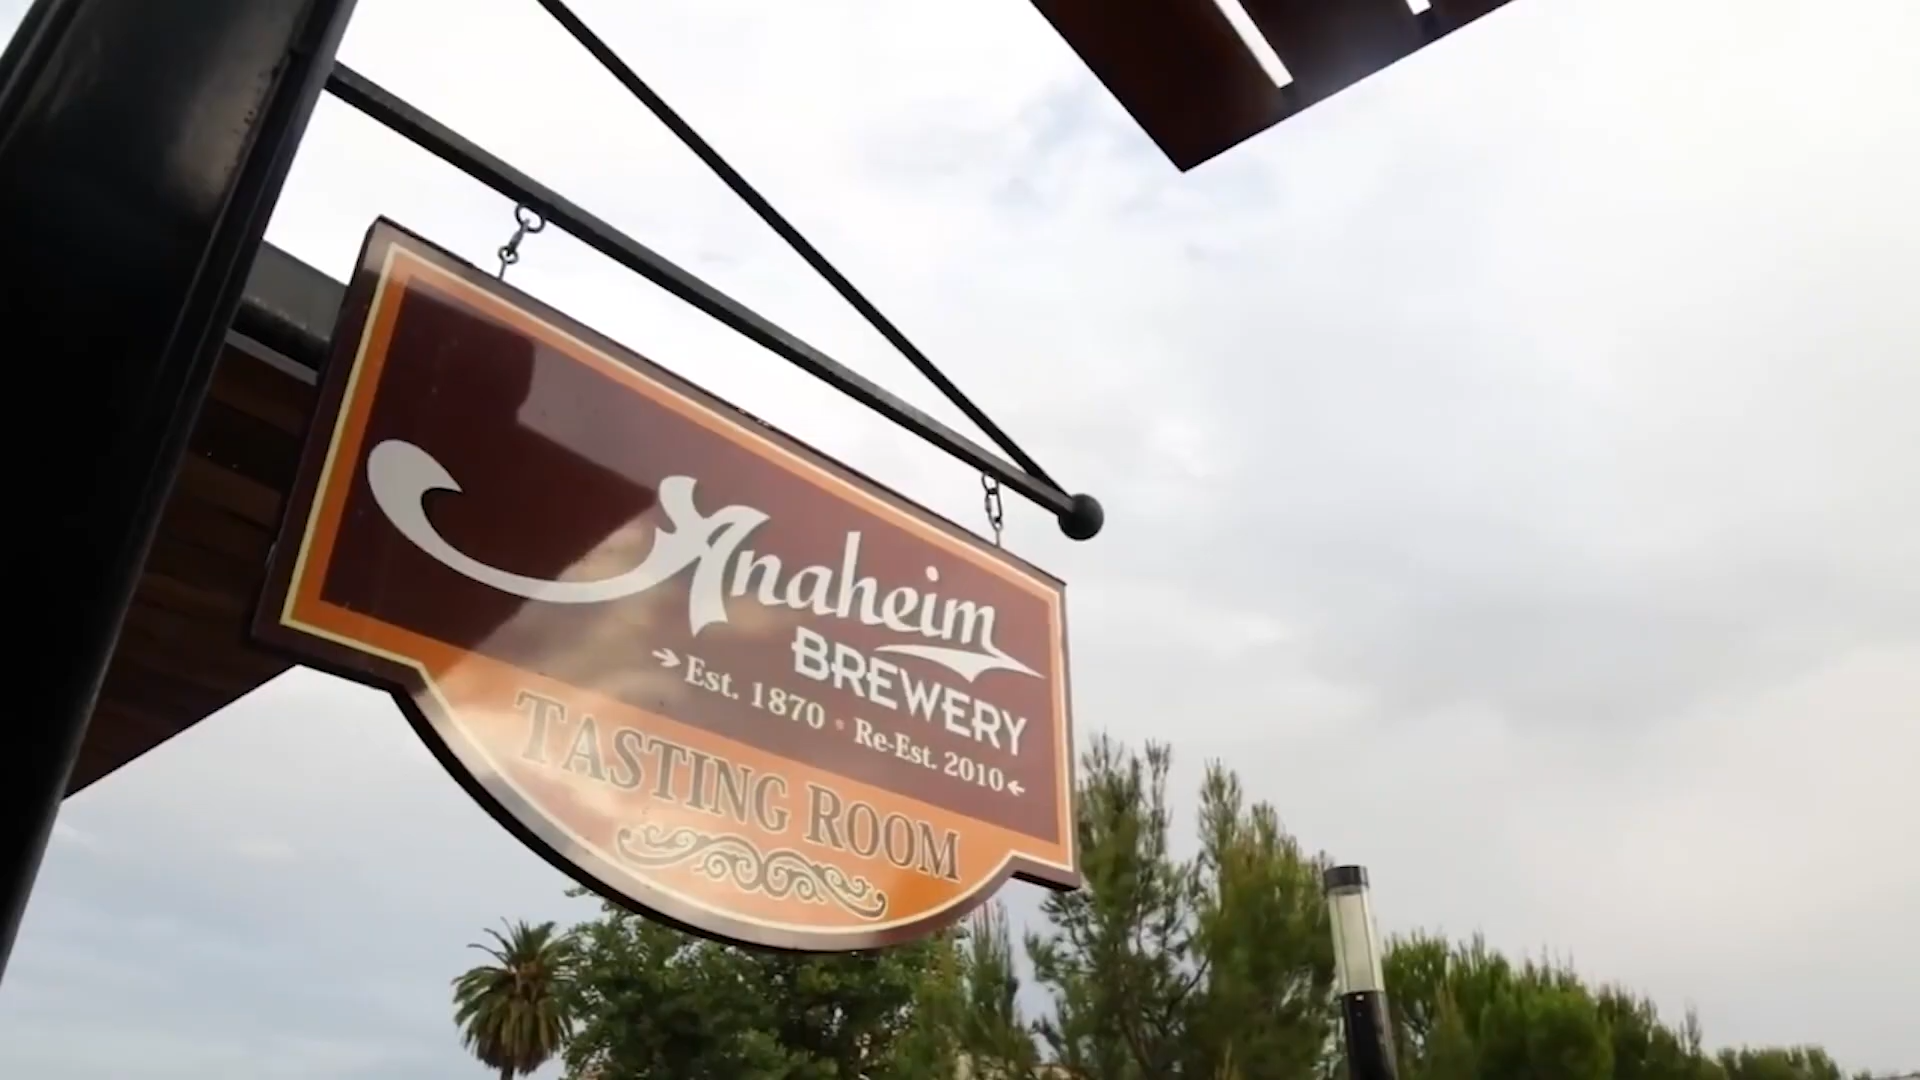 Anaheim
BREWERY
→Est. 1870 • Re-Est. 2010←
TASTING ROOM